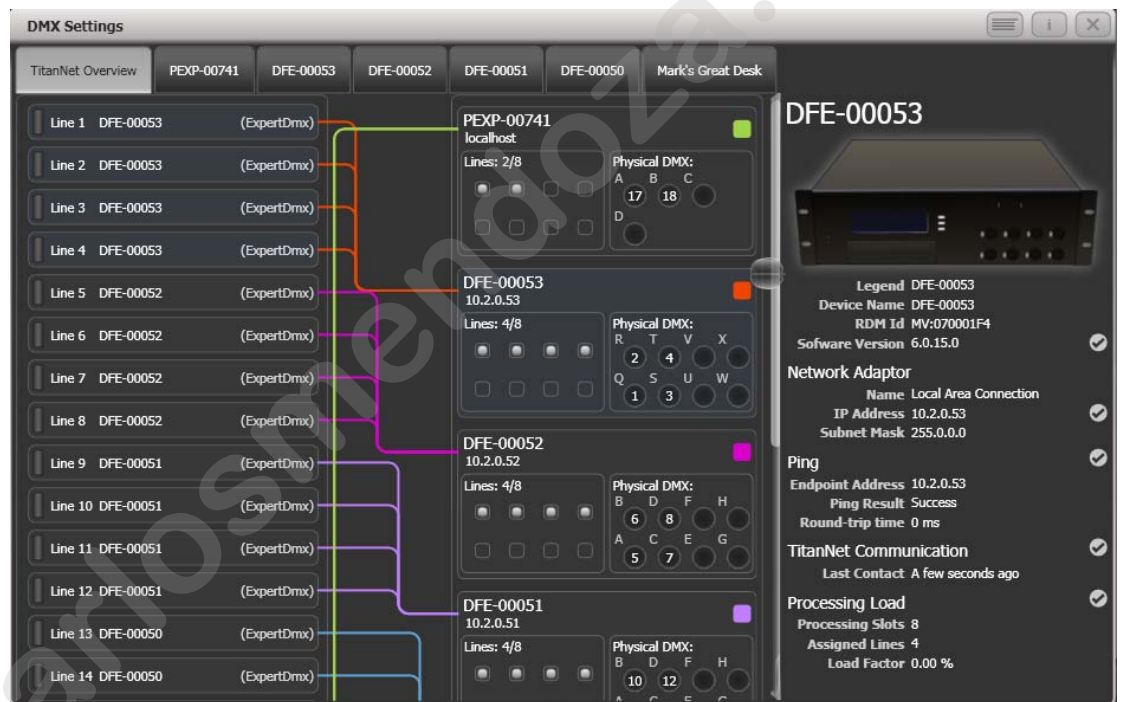 DMX Settings
i
TitanNet Overview
PEXP-00741
DFE-00053
DFE-00052
DFE-00051
DFE-00050
Mark's Great Desk
Line 1 DFE-00053 (ExpertDmx)
Line 2 DFE-00053 (ExpertDmx)
Line 3 DFE-00053 (ExpertDmx)
Line 4 DFE-00053 (ExpertDmx)
Line 5 DFE-00052 (ExpertDmx)
Line 6 DFE-00052 (ExpertDmx)
Line 7 DFE-00052 (ExpertDmx)
Line 8 DFE-00052 (ExpertDmx)
Line 9 DFE-00051 (ExpertDmx)
Line 10 DFE-00051 (ExpertDmx)
Line 11 DFE-00051 (ExpertDmx)
Line 12 DFE-00051 (ExpertDmx)
Line 13 DFE-00050 (ExpertDmx)
Line 14 DFE-00050 (ExpertDmx)
PEXP-00741
localhost
Lines: 2/8
Physical DMX:
A B C
17 18
D
DFE-00053
10.2.0.53
Lines: 4/8
Physical DMX:
R T V X
2 4
Q S U W
1 3
DFE-00052
10.2.0.52
Lines: 4/8
Physical DMX:
B D F H
6 8
A C E G
5 7
DFE-00051
10.2.0.51
Lines: 4/8
Physical DMX:
B D F H
10 12
DFE-00053
Legend DFE-00053
Device Name DFE-00053
RDM Id MV:070001F4
Sofware Version 6.0.15.0
Network Adaptor
Name Local Area Connection
IP Address 10.2.0.53
Subnet Mask 255.0.0.0
Ping
Endpoint Address 10.2.0.53
Ping Result Success
Round-trip time 0 ms
TitanNet Communication
Last Contact A few seconds ago
Processing Load
Processing Slots 8
Assigned Lines 4
Load Factor 0.00 %
arlosmendoza.